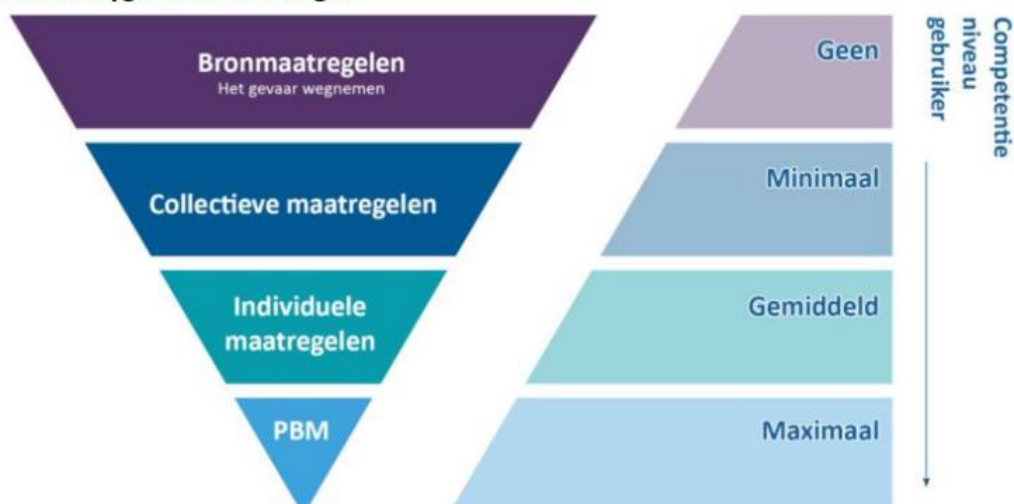 Bronmaatregelen
Het gevaar wegnemen
Collectieve maatregelen
Individuele
maatregelen
PBM
Geen
Minimaal
Gemiddeld
Maximaal
Competentie
niveau
gebruiker